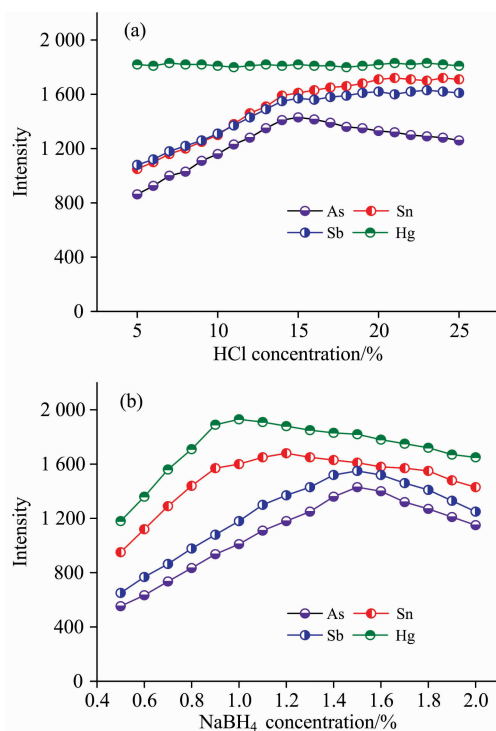 (a)
2 000
1 600
1 200
800
400
0
Intensity
As
Sn
Sb
Hg
5
10
15
20
25
HCl concentration/%
(b)
2 000
1 600
1 200
800
400
0
Intensity
As
Sn
Sb
Hg
0.4
0.6
0.8
1.0
1.2
1.4
1.6
1.8
2.0
NaBH4 concentration/%